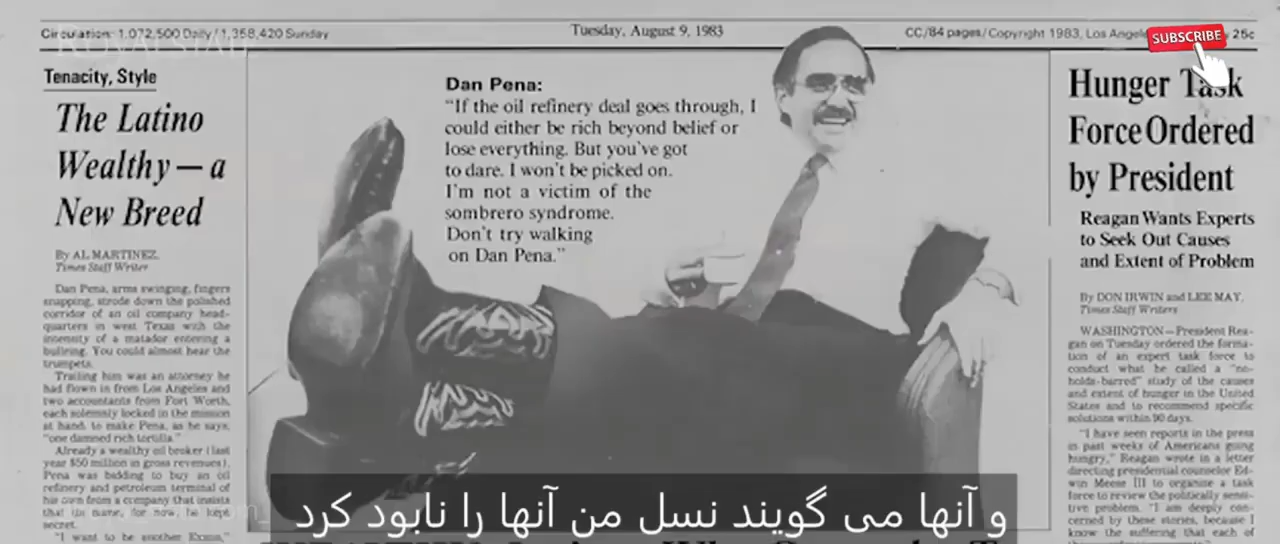 Circulation: 1,072,500 Daily / 1,358,420 Sunday
Tuesday, August 9, 1983
CC/84 pages/Copyright 1983, Los Angele
SUBSCRIBE
25c
Tenacity, Style
The Latino
Wealthy — a
New Breed
By AL MARTINEZ,
Times Staff Writer
Dan Pena, arms swinging, fingers
snapping, strode down the polished
corridor of an oil company head-
quarters in west Texas with the
intensity of a matador entering a
bullring. You could almost hear the
trumpets.
Trailing him was an attorney he
had flown in from Los Angeles and
two accountants from Fort Worth,
each solemnly locked in the mission
at hand: to make Pena, as he says,
"one damned rich tortilla."
Already a wealthy oil broker (last
year $50 million in gross revenues),
Pena was bidding to buy an oil
refinery and petroleum terminal of
his own from a company that insists
that its name, for now, be kept
secret.
"I want to be another Exxon,"
Dan Pena:
"If the oil refinery deal goes through, I
could either be rich beyond belief or
lose everything. But you've got
to dare. I won't be picked on.
I'm not a victim of the
sombrero syndrome.
Don't try walking
on Dan Pena."
Hunger Task
Force Ordered
by President
Reagan Wants Experts
to Seek Out Causes
and Extent of Problem
By DON IRWIN and LEE MAY,
Times Staff Writers
WASHINGTON—President Rea-
gan on Tuesday ordered the forma-
tion of an expert task force to
conduct what he called a "no-
holds-barred" study of the causes
and extent of hunger in the United
States and to recommend specific
solutions within 90 days.
"I have seen reports in the press
in past weeks of Americans going
hungry," Reagan wrote in a letter
directing presidential counselor Ed-
win Meese III to organize a task
force to review the politically sensi-
tive problem. "I am deeply con-
cerned by these stories, because I
know the suffering that each of
و آنها می گویند نسل من آنها را نابود کرد